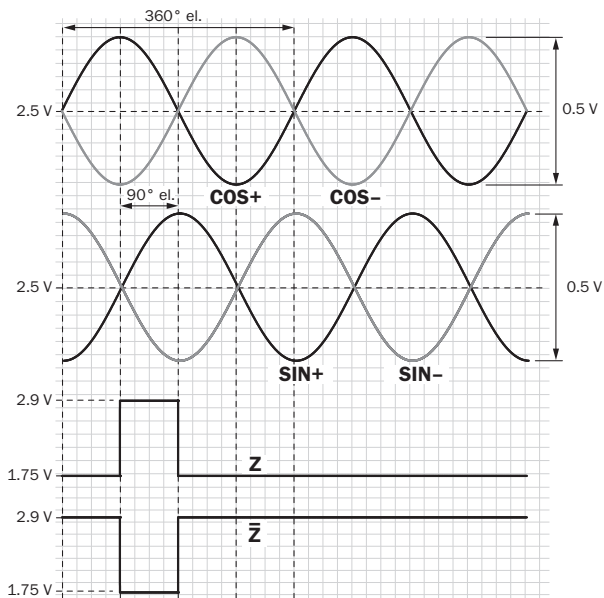 360° el.
2.5 V
0.5 V
COS+ COS–
90° el.
2.5 V
0.5 V
SIN+ SIN–
2.9 V
Z
1.75 V
2.9 V
Z̅
1.75 V